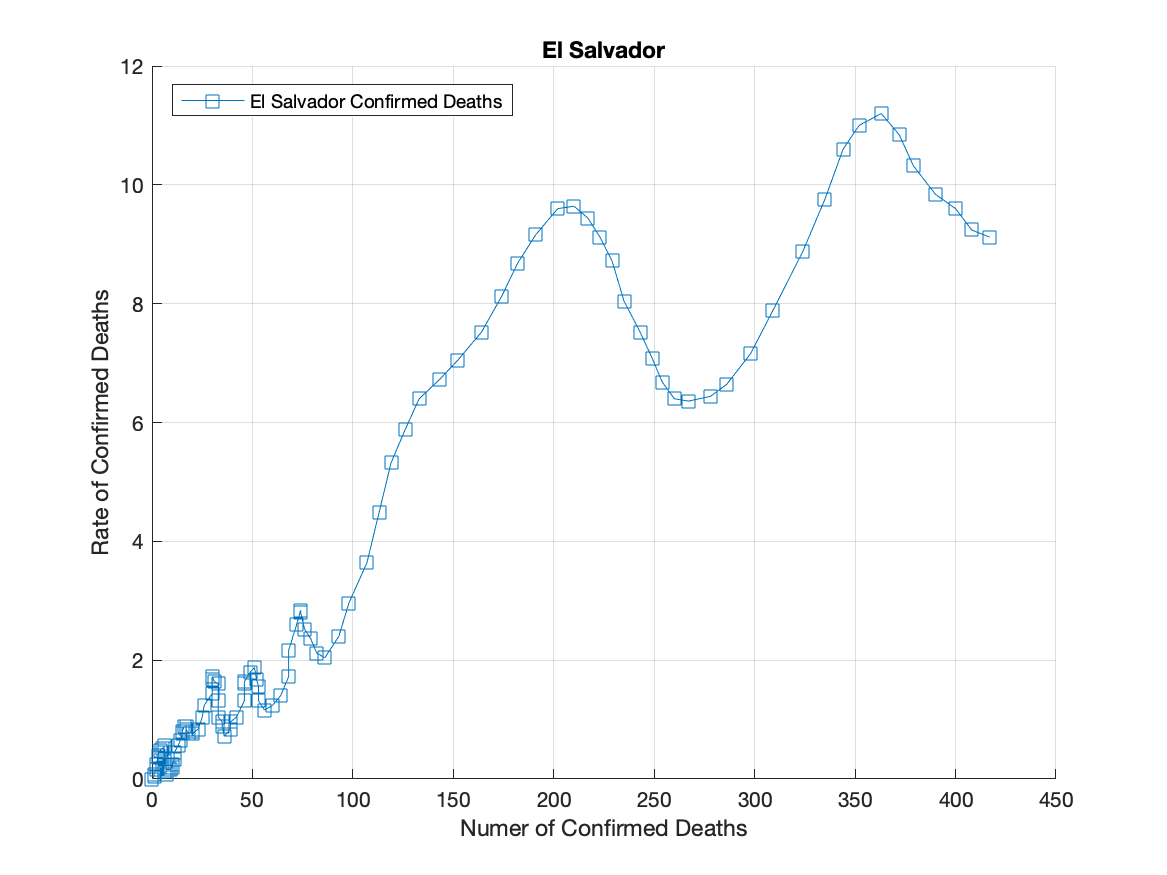 El Salvador
El Salvador Confirmed Deaths
12
10
8
6
4
2
0
Rate of Confirmed Deaths
0 50 100 150 200 250 300 350 400 450
Numer of Confirmed Deaths